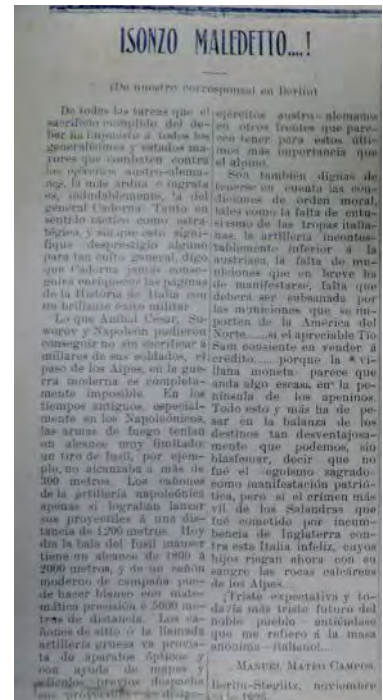 ISONZO MALEDETTO....!
(De nuestro corresponsal en Berlín)
De todas las tareas que el
sacrificio cumplido del de-
ber ha impuesto á todos los
generalísimos y estados ma-
yores que combaten contra
los ejércitos austro-alema-
nes, la más ardua é ingrata
es, indudablemente, la del
general Cadorna. Tanto en
sentido táctico como estra-
tégico, y sin que esto signi-
fique desprestigio alguno
para tan culto general, digo
que Cadorna jamás conse-
guirá enriquecer las páginas
de la Historia de Italia con
un brillante éxito militar.
Lo que Aníbal César, Su-
worov y Napoleón pudieron
conseguir no sin sacrificar á
millares de sus soldados, el
paso de los Alpes, en la gue-
rra moderna es completa-
mente imposible. En los
tiempos antiguos, especial-
mente en los Napoleónicos,
las armas de fuego tenían
un alcance muy limitado:
un tiro de fusil, por ejem-
plo, no alcanzaba a más de
300 metros. Los cañones
de la artillería napoleónica
apenas si lograban lanzar
sus proyectiles á una dis-
tancia de 1200 metros. Hoy
día la bala del fusil mauser
tiene un alcance de 1800 á
2000 metros, y de un cañón
moderno de campaña pue-
de hacer blanco con mate-
mática precisión á 5000 me-
tros de distancia. Los ca-
ñones de sitio ó la llamada
artillería gruesa va provis-
ta de aparatos ópticos y
con ayuda de mapas y
previos despacha
sus proyectiles
ejércitos austro-alemanes
en otros frentes que pare-
cen tener para estos últi-
mos más importancia que
el alpino.
Son también dignas de
tenerse en cuenta las con-
diciones de orden moral,
tales como la falta de entu-
siasmo de las tropas italia-
nas, la artillería incontes-
tablemente inferior á la
austriaca, la falta de mu-
niciones que en breve ha
de manifestarse, falta que
deberá ser subsanada por
las municiones que se im-
porten de la América del
Norte......si el apreciable Tío
Sam consiente en vender á
crédito..... porque la "vi-
llana moneta" parece que
anda algo escasa en la pe-
nínsula de los apeninos.
Todo esto y más ha de pe-
sar en la balanza de los
destinos tan desventajosa-
mente que podemos, sin
blasfemar, decir que no
fué el egoísmo sagrado
como manifestación patrió-
tica, pero sí el crimen más
vil de los Salandras que
fué cometido por incum-
bencia de Inglaterra con-
tra esta Italia infeliz, cuyos
hijos riegan ahora con su
sangre las rocas calcáreas
de los Alpes.
¡Triste expectativa y to-
davía más triste futuro del
noble pueblo—entiéndase
que me refiero á la masa
anónima—italiano!...
MANUEL MATEO CAMPOS.
Berlin-Steglitz, noviembre